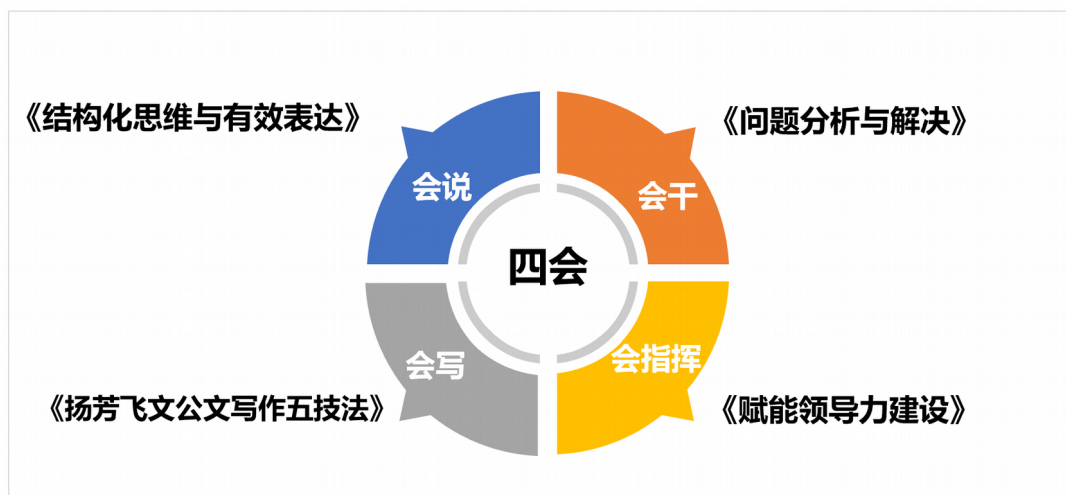 《结构化思维与有效表达》
《问题分析与解决》
会说
会干
四会
会写
会指挥
《扬芳飞文公文写作五技法》
《赋能领导力建设》